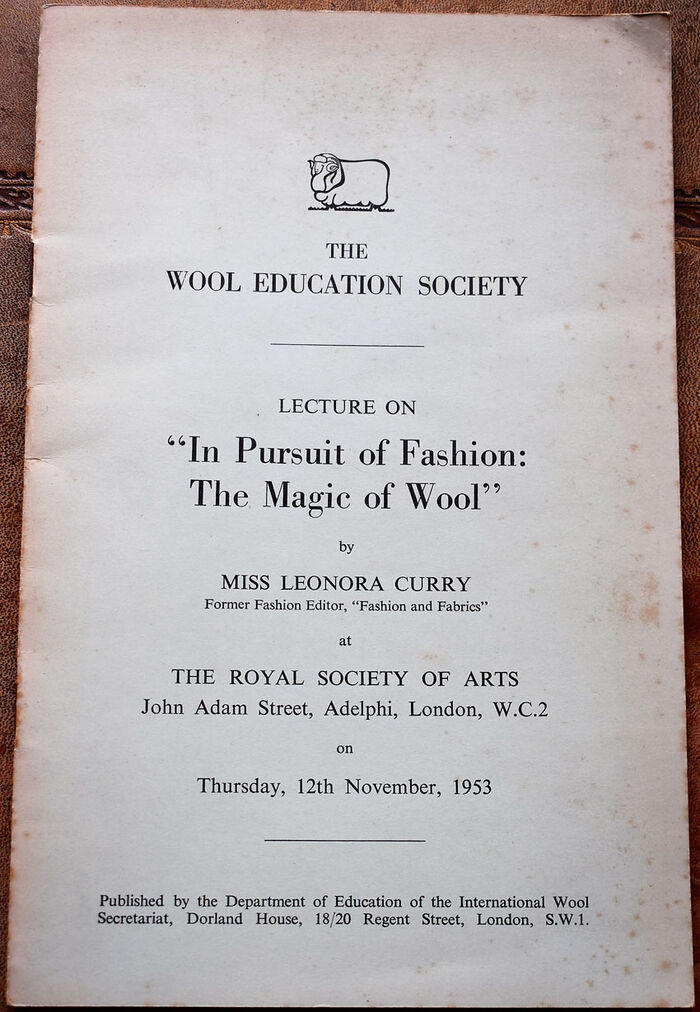 THE
WOOL EDUCATION SOCIETY
LECTURE ON
“In Pursuit of Fashion:
The Magic of Wool”
by
MISS LEONORA CURRY
Former Fashion Editor, “Fashion and Fabrics”
at
THE ROYAL SOCIETY OF ARTS
John Adam Street, Adelphi, London, W.C.2
on
Thursday, 12th November, 1953
Published by the Department of Education of the International Wool
Secretariat, Dorland House, 18/20 Regent Street, London, S.W.1.